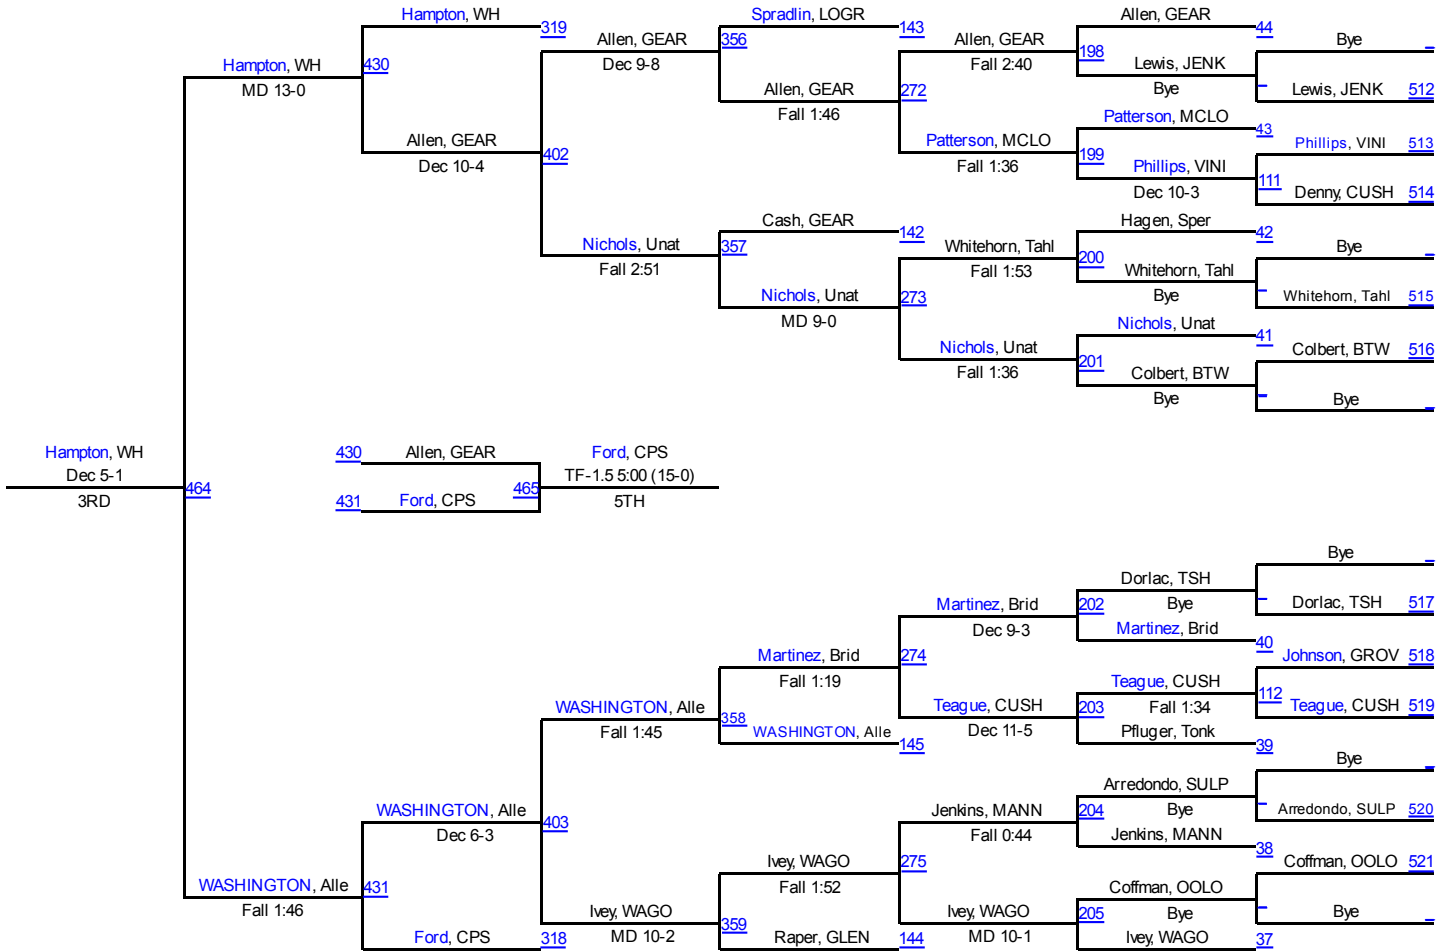 Hampton, WH
319
Spradlin, LOGR
143
Allen, GEAR
44
Allen, GEAR
356
Dec 9-8
Allen, GEAR
Fall 2:40
198
Bye
Hampton, WH
430
MD 13-0
Allen, GEAR
272
Fall 1:46
Lewis, JENK
Bye
Lewis, JENK 512
Allen, GEAR
402
Dec 10-4
Patterson, MCLO
Fall 1:36
Patterson, MCLO
43
199
Phillips, VINI 513
Phillips, VINI
111
Dec 10-3
Denny, CUSH 514
Nichols, Unat
357
Fall 2:51
Cash, GEAR
142
Whitehorn, Tahl
Fall 1:53
Hagen, Sper
42
200
Bye
Whitehorn, Tahl
Bye
Nichols, Unat
273
MD 9-0
Whitehorn, Tahl 515
Nichols, Unat
Fall 1:36
Nichols, Unat
41
201
Colbert, BTW 516
Colbert, BTW
Bye
Bye
Hampton, WH
Dec 5-1
3RD
464
430 Allen, GEAR
431 Ford, CPS
465
Ford, CPS
TF-1.5 5:00 (15-0)
5TH
Bye
Martinez, Brid
Dec 9-3
Dorlac, TSH
202
Bye
Dorlac, TSH 517
Martinez, Brid
40
Martinez, Brid
274
Fall 1:19
Johnson, GROV 518
WASHINGTON, Alle
358
Fall 1:45
WASHINGTON, Alle
145
Teague, CUSH
Dec 11-5
Teague, CUSH
112
203
Fall 1:34
Teague, CUSH 519
Pfluger, Tonk
39
Bye
WASHINGTON, Alle
403
Dec 6-3
Jenkins, MANN
Fall 0:44
Arredondo, SULP
204
Bye
Arredondo, SULP 520
Jenkins, MANN
38
WASHINGTON, Alle
431
Fall 1:46
Ivey, WAGO
275
Fall 1:52
Coffman, OOLO 521
Ivey, WAGO
359
MD 10-2
Ivey, WAGO
MD 10-1
Coffman, OOLO
205
Bye
Bye
Ford, CPS
318
Raper, GLEN
144
Ivey, WAGO
37